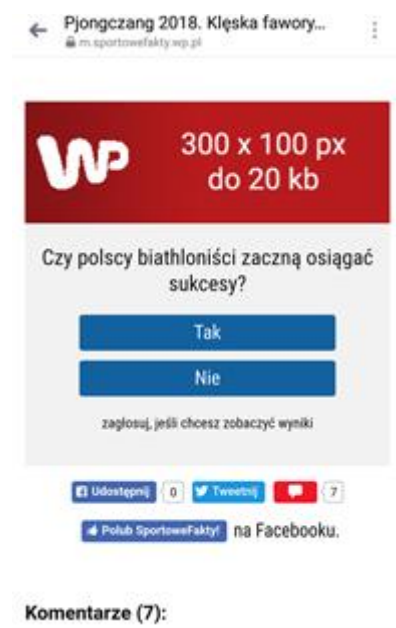 Pjongczang 2018. Klęska fawory...
m.sportowefakty.wp.pl
WP
300 x 100 px
do 20 kb
Czy polscy biathloniści zaczną osiągać
sukcesy?
Tak
Nie
zagłosuj, jeśli chcesz zobaczyć wyniki
Udostępnij 0 Tweetnij 7
Polub SportoweFakty! na Facebooku.
Komentarze (7):